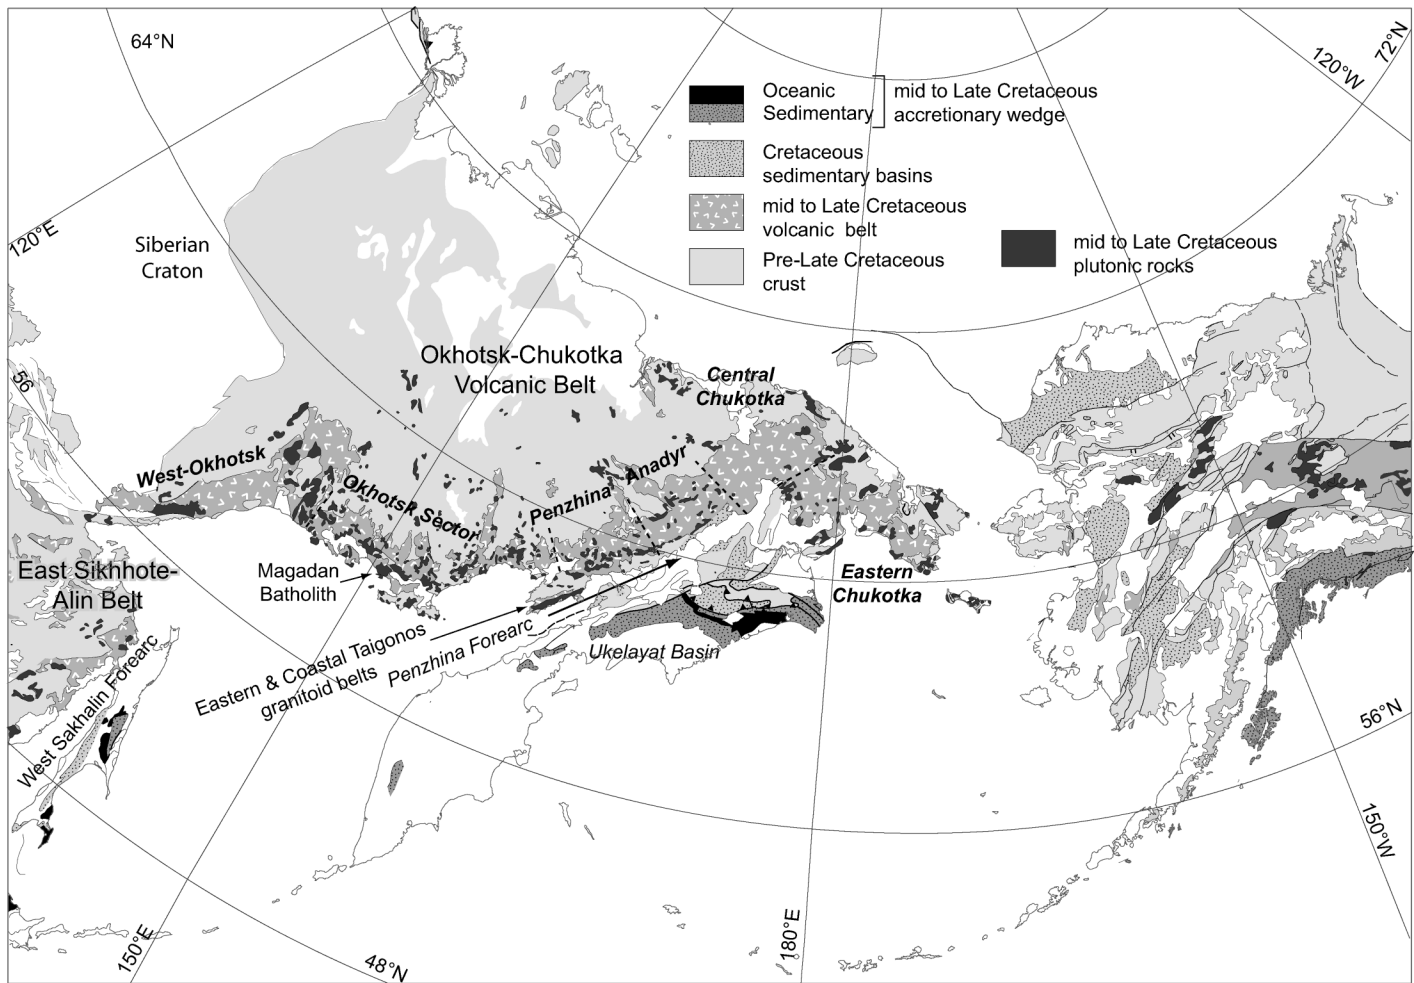 64°N
120°W
72°N
Oceanic
Sedimentary
mid to Late Cretaceous
accretionary wedge
Cretaceous
sedimentary basins
mid to Late Cretaceous
volcanic belt
Pre-Late Cretaceous
crust
mid to Late Cretaceous
plutonic rocks
120°E
Siberian
Craton
56
Okhotsk-Chukotka
Volcanic Belt
Central
Chukotka
West-Okhotsk
Okhotsk Sector
Penzhina
Anadyr
Eastern
Chukotka
East Sikhhote-
Alin Belt
Magadan
Batholith
Eastern & Coastal Taigonos
granitoid belts
Penzhina Forearc
Ukelayat Basin
West Sakhalin Forearc
56°N
150°W
150°E
48°N
180°E